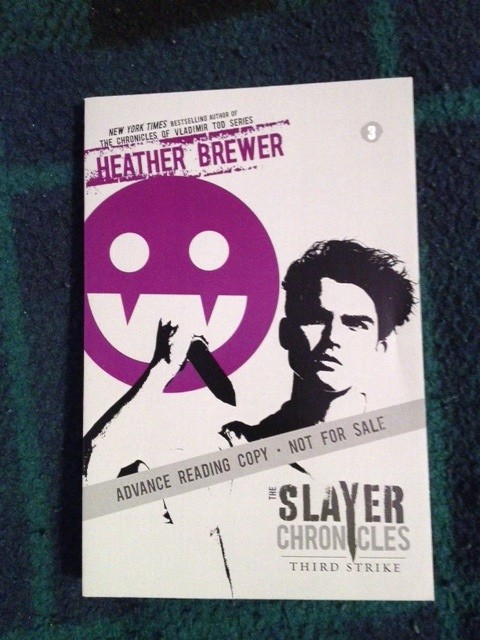 NEW YORK TIMES BESTSELLING AUTHOR OF
THE CHRONICLES OF VLADIMIR TOD SERIES
HEATHER BREWER
3
ADVANCE READING COPY • NOT FOR SALE
THE
SLAYER
CHRONICLES
THIRD STRIKE